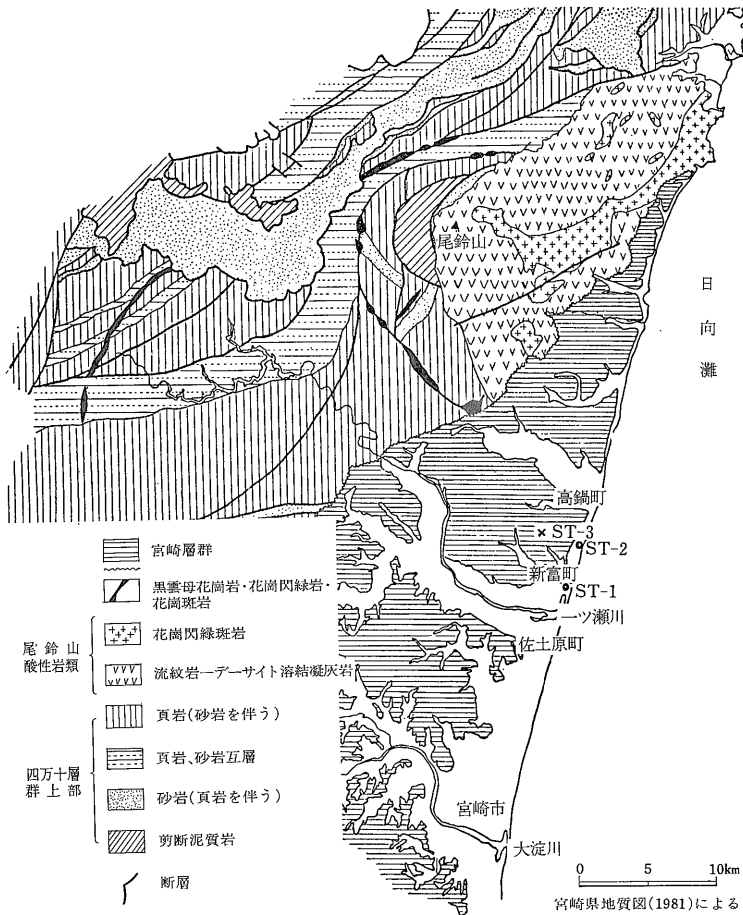 尾鈴山
日向灘
高鍋町
ST-3
ST-2
新富町
ST-1
一ツ瀬川
佐土原町
宮崎市
大淀川
宮崎層群
黒雲母花崗岩・花崗閃緑岩・
花崗斑岩
尾鈴山
酸性岩類
花崗閃緑斑岩
流紋岩ーデーサイト溶結凝灰岩
四万十層
群上部
頁岩(砂岩を伴う)
頁岩、砂岩互層
砂岩(頁岩を伴う)
剪断泥質岩
断層
0 5 10km
宮崎県地質図(1981)による